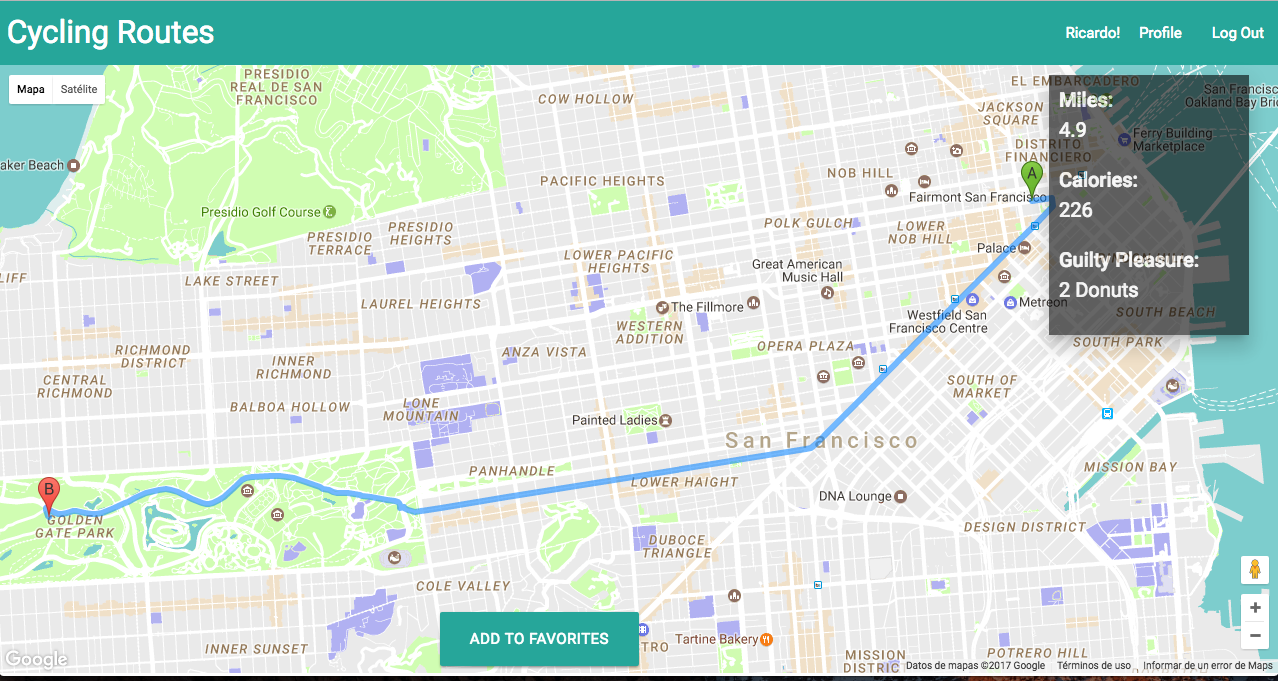 Cycling Routes
Ricardo! Profile Log Out
Mapa Satélite
PRESIDIO
REAL DE SAN
FRANCISCO
COW HOLLOW
EL EMBARCADERO
San Francisco
Oakland Bay Bri
JACKSON
SQUARE
Miles:
4.9
Ferry Building
Marketplace
DISTRITO
FINANCIERO
aker Beach
A
NOB HILL
PACIFIC HEIGHTS
Fairmont San Francisco
Calories:
226
Presidio Golf Course
PRESIDIO
TERRACE
PRESIDIO
HEIGHTS
POLK GULCH
LOWER
NOB HILL
Palace
LOWER PACIFIC
HEIGHTS
Guilty Pleasure:
2 Donuts
Great American
Music Hall
LIFF
LAKE STREET
LAUREL HEIGHTS
The Fillmore
Metreon
SOUTH BEACH
Westfield San
Francisco Centre
WESTERN
ADDITION
SOUTH PARK
OPERA PLAZA
ANZA VISTA
RICHMOND
DISTRICT
INNER
RICHMOND
CENTRAL
RICHMOND
SOUTH OF
MARKET
BALBOA HOLLOW
LONE
MOUNTAIN
Painted Ladies
San Francisco
PANHANDLE
MISSION BAY
LOWER HAIGHT
B
DNA Lounge
GOLDEN
GATE PARK
DESIGN DISTRICT
DUBOCE
TRIANGLE
COLE VALLEY
ADD TO FAVORITES
TRO
Tartine Bakery
INNER SUNSET
MISSION
DISTRIC
POTRERO HILL
+
−
Google
Datos de mapas ©2017 Google Términos de uso Informar de un error de Maps